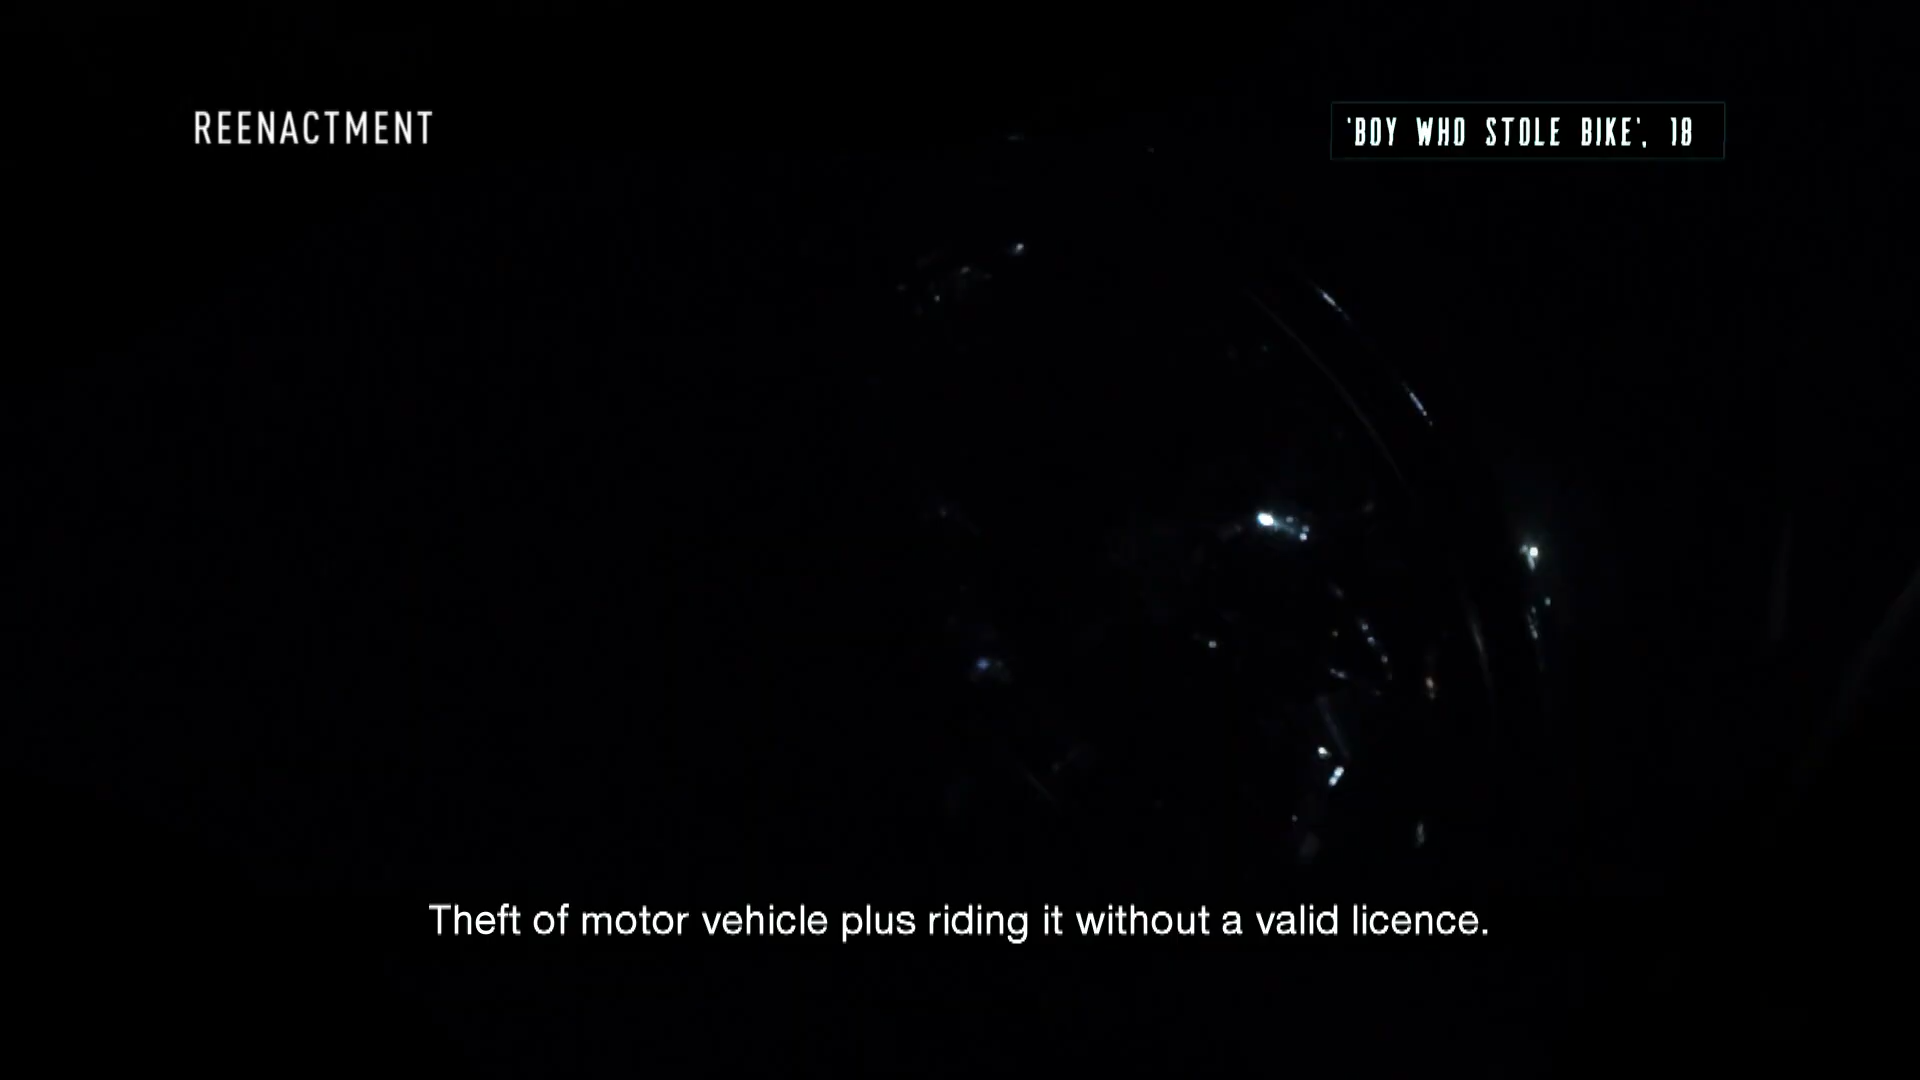 REENACTMENT
'BOY WHO STOLE BIKE', 18
Theft of motor vehicle plus riding it without a valid licence.